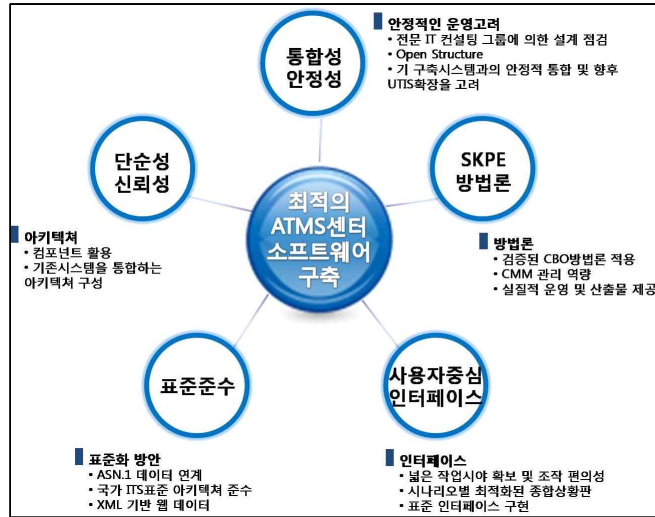 안정적인 운영고려
• 전문 IT 컨설팅 그룹에 의한 설계 점검
• Open Structure
• 기 구축시스템과의 안정적 통합 및 향후
UTIS확장을 고려
통합성
안정성
단순성
신뢰성
SKPE
방법론
최적의
ATMS센터
소프트웨어
구축
아키텍쳐
• 컴포넌트 활용
• 기존시스템을 통합하는
아키텍쳐 구성
방법론
• 검증된 CBO방법론 적용
• CMM 관리 역량
• 실질적 운영 및 산출물 제공
표준준수
사용자중심
인터페이스
표준화 방안
• ASN.1 데이터 연계
• 국가 ITS표준 아키텍쳐 준수
• XML 기반 웹 데이터
인터페이스
• 넓은 작업시야 확보 및 조작 편의성
• 시나리오별 최적화된 종합상황판
• 표준 인터페이스 구현